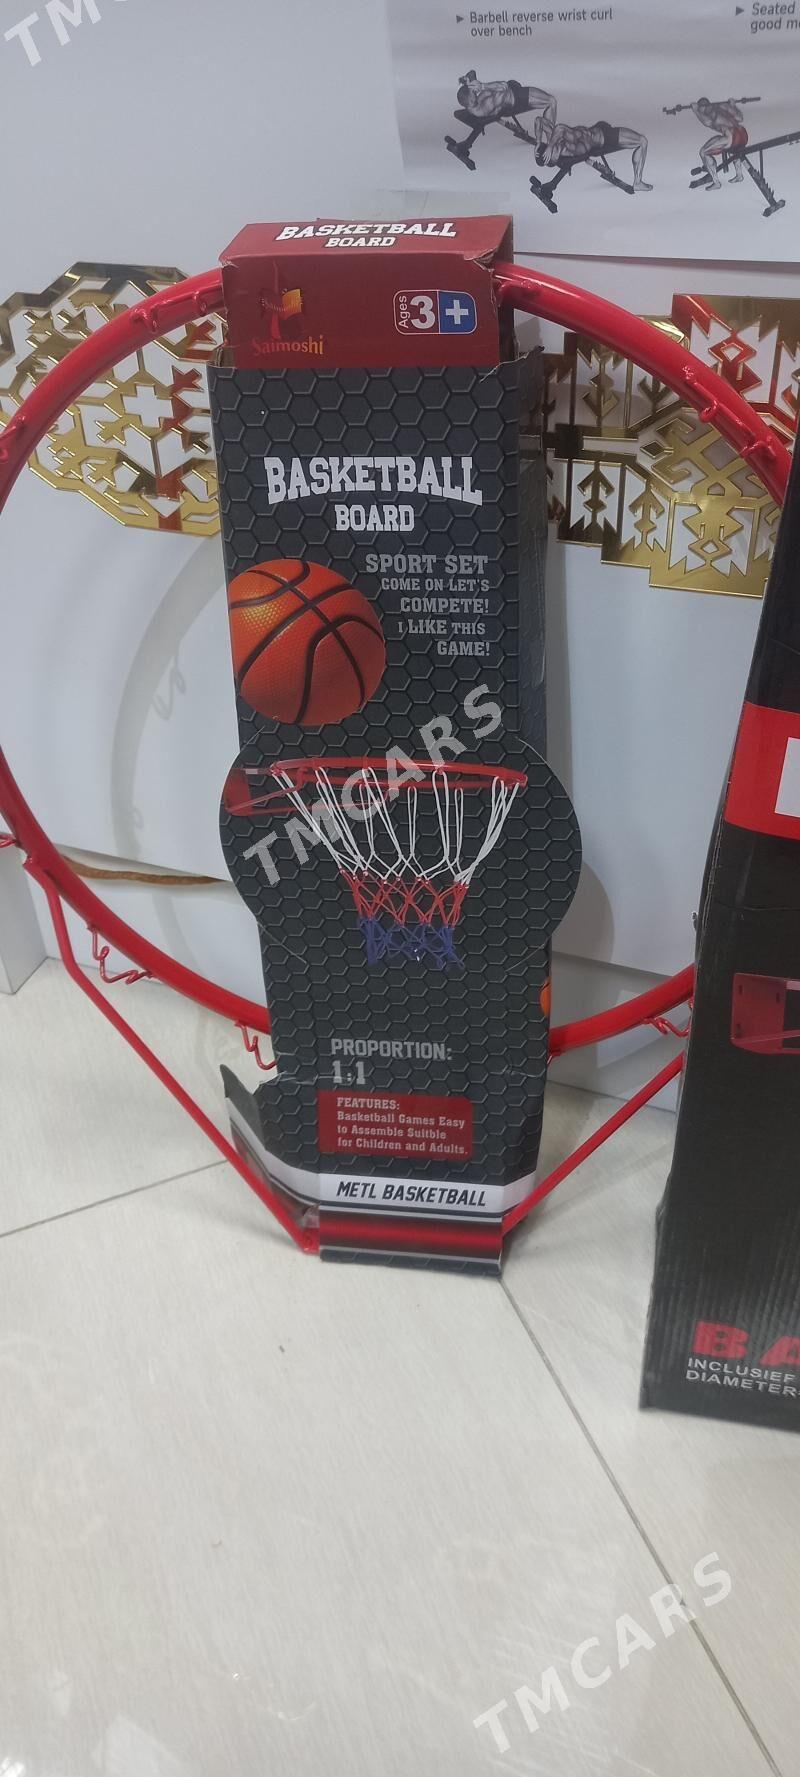 ▸ Barbell reverse wrist curl
over bench
▸ Seated
good
BASKETBALL
BOARD
Saimoshi
Ages 3+
BASKETBALL
BOARD
SPORT SET
COME ON LET'S
COMPETE!
I LIKE THIS
GAME!
TMCARS
PROPORTION:
1:1
FEATURES:
Basketball Games Easy
to Assemble Suitble
for Children and Adults.
METL BASKETBALL
INCLUSIEF
DIAMETER
TMCARS